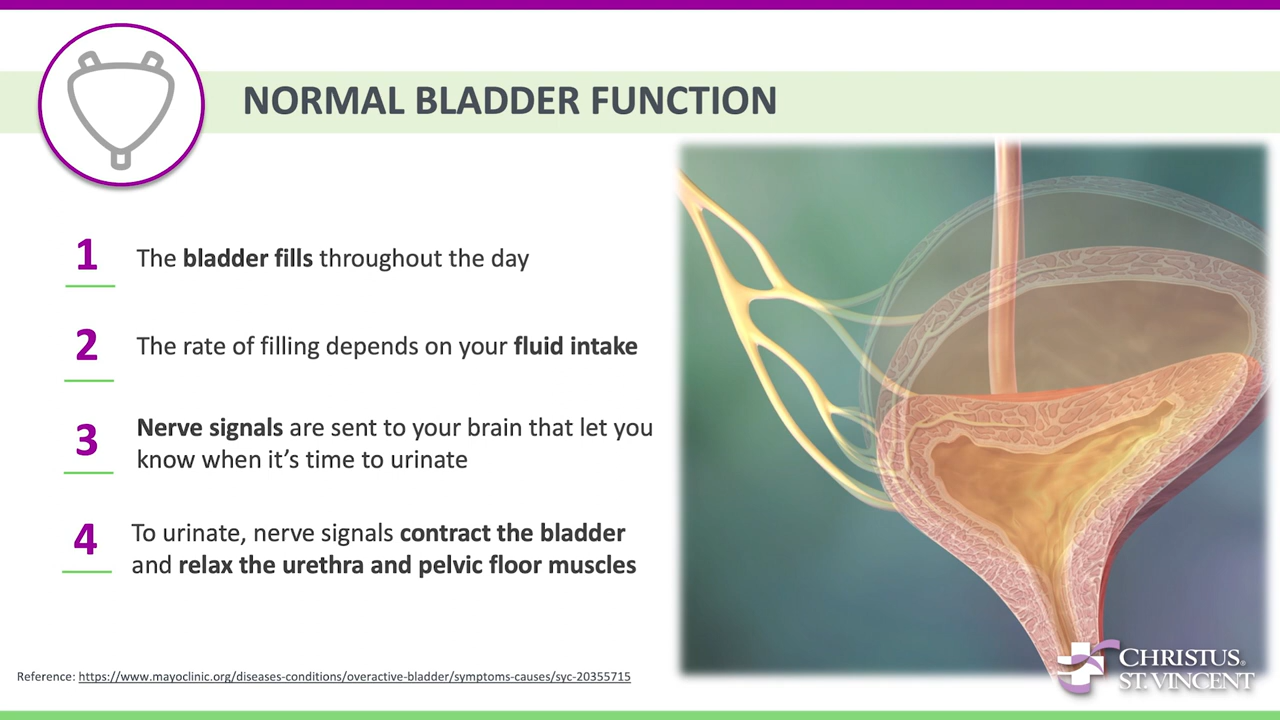 NORMAL BLADDER FUNCTION
1
The bladder fills throughout the day
2
The rate of filling depends on your fluid intake
3
Nerve signals are sent to your brain that let you
know when it’s time to urinate
4
To urinate, nerve signals contract the bladder
and relax the urethra and pelvic floor muscles
Reference: https://www.mayoclinic.org/diseases-conditions/overactive-bladder/symptoms-causes/syc-20355715
CHRISTUS®
ST. VINCENT